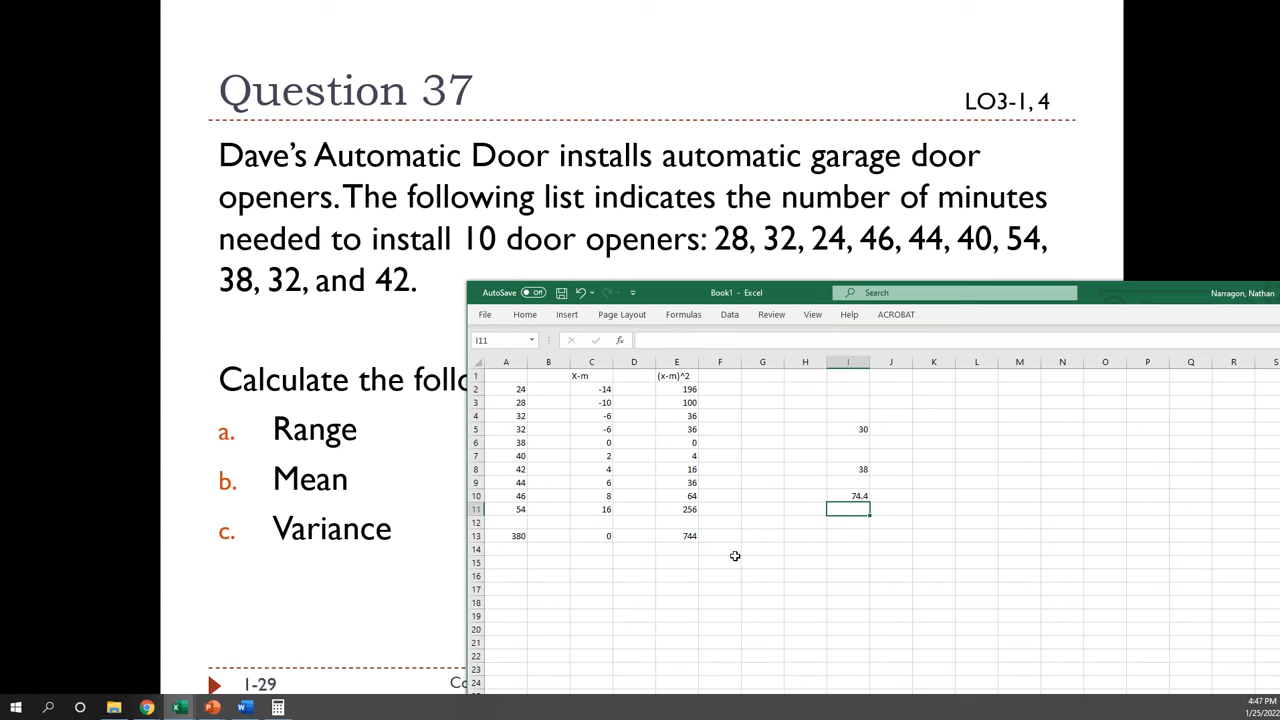 Question 37
LO3-1, 4
Dave's Automatic Door installs automatic garage door
openers. The following list indicates the number of minutes
needed to install 10 door openers: 28, 32, 24, 46, 44, 40, 54,
38, 32, and 42.
Calculate the
a. Range
b. Mean
c. Variance
1-29
AutoSave Off
Book1 - Excel
Search
Narragon, Nathan
File Home Insert Page Layout Formulas Data Review View Help ACROBAT
I11
fx
A B C D E F G H I J K L M N O P Q R S
1 X-m (x-m)^2
2 24 -14 196
3 28 -10 100
4 32 -6 36
5 32 -6 36 30
6 38 0 0
7 40 2 4
8 42 4 16 38
9 44 6 36
10 46 8 64 74.4
11 54 16 256
12
13 380 0 744
14
15
16
17
18
19
20
21
22
23
24
4:47 PM
1/25/2022